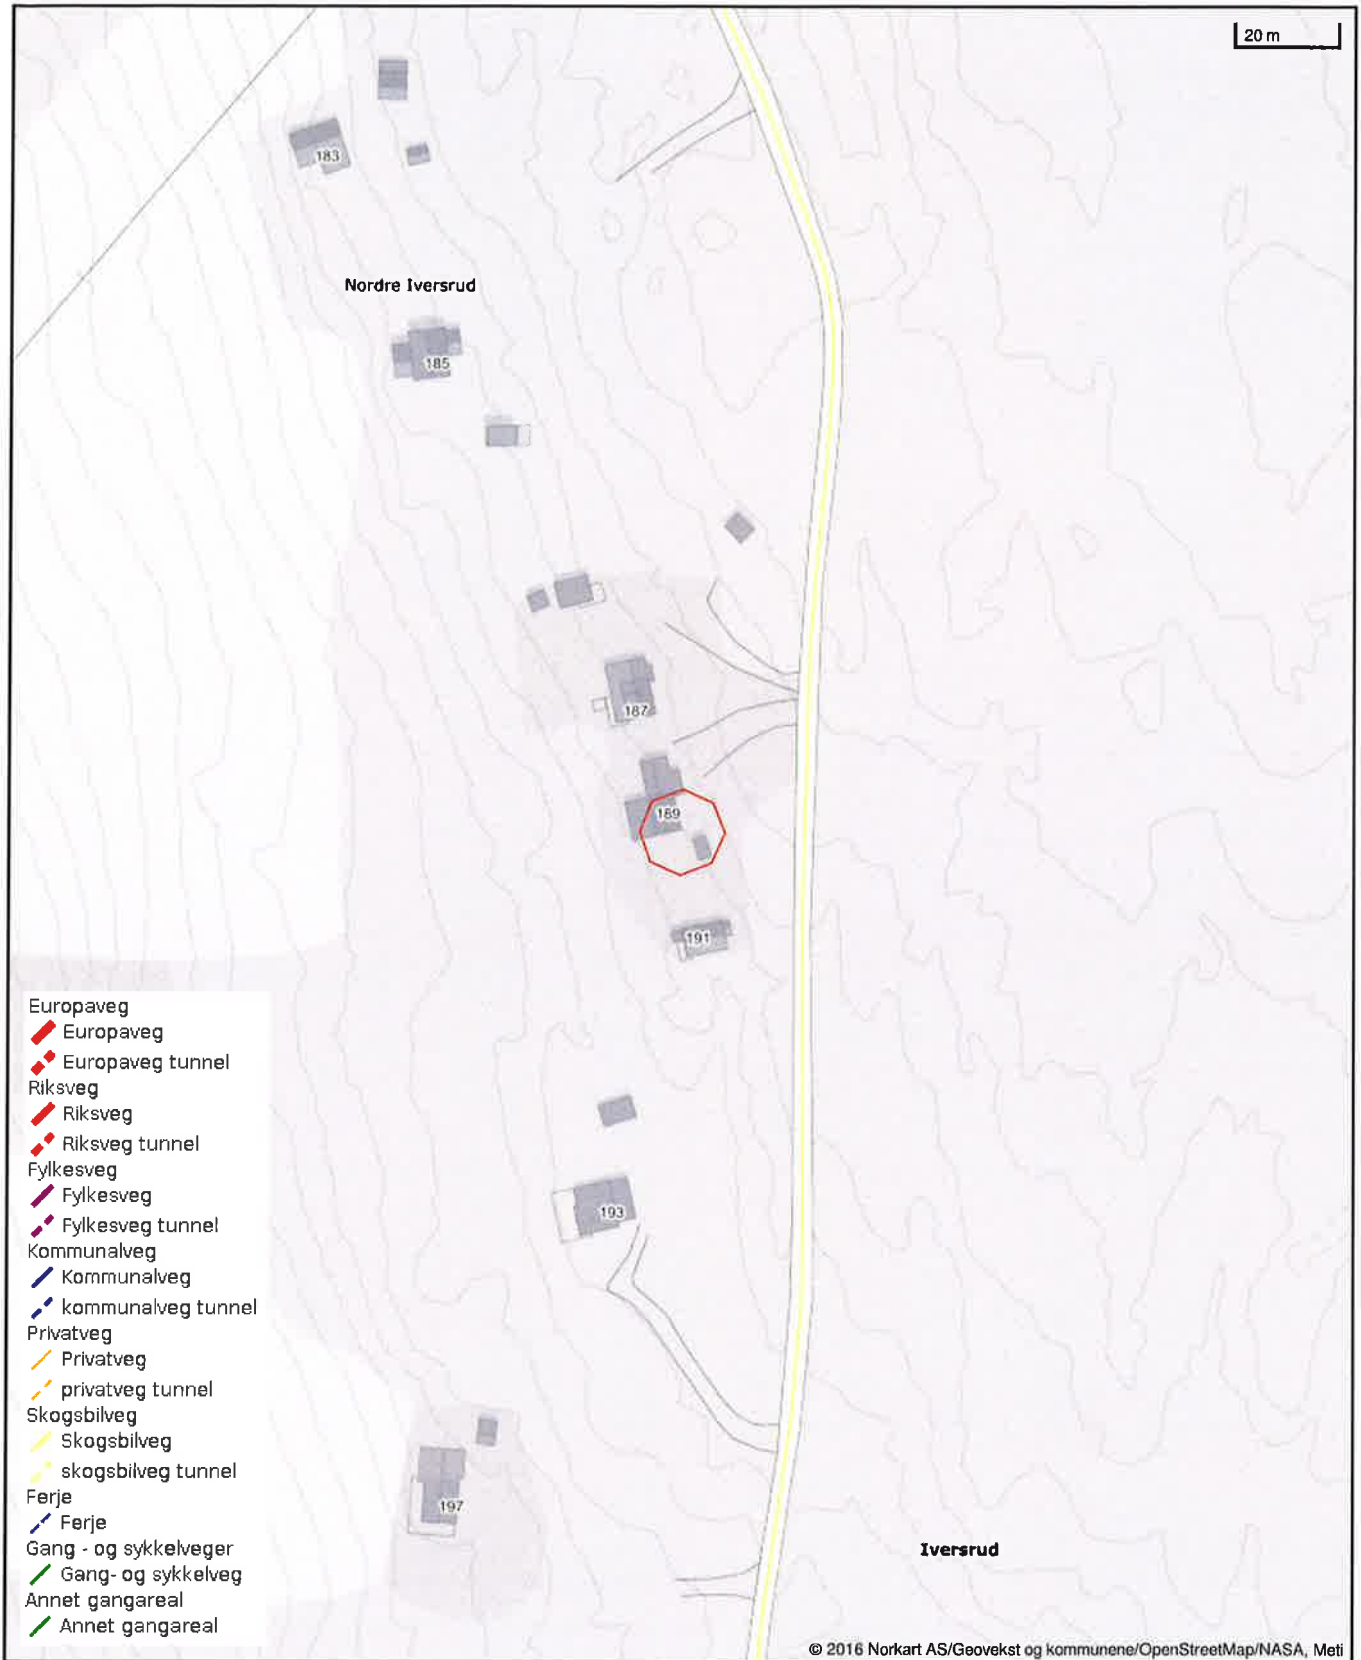 20 m
183
Nordre Iversrud
185
187
189
191
193
197
Iversrud
Europaveg
Europaveg
Europaveg tunnel
Riksveg
Riksveg
Riksveg tunnel
Fylkesveg
Fylkesveg
Fylkesveg tunnel
Kommunalveg
Kommunalveg
kommunalveg tunnel
Privatveg
Privatveg
privatveg tunnel
Skogsbilveg
Skogsbilveg
skogsbilveg tunnel
Ferje
Ferje
Gang - og sykkelveger
Gang- og sykkelveg
Annet gangareal
Annet gangareal
© 2016 Norkart AS/Geovekst og kommunene/OpenStreetMap/NASA, Meti